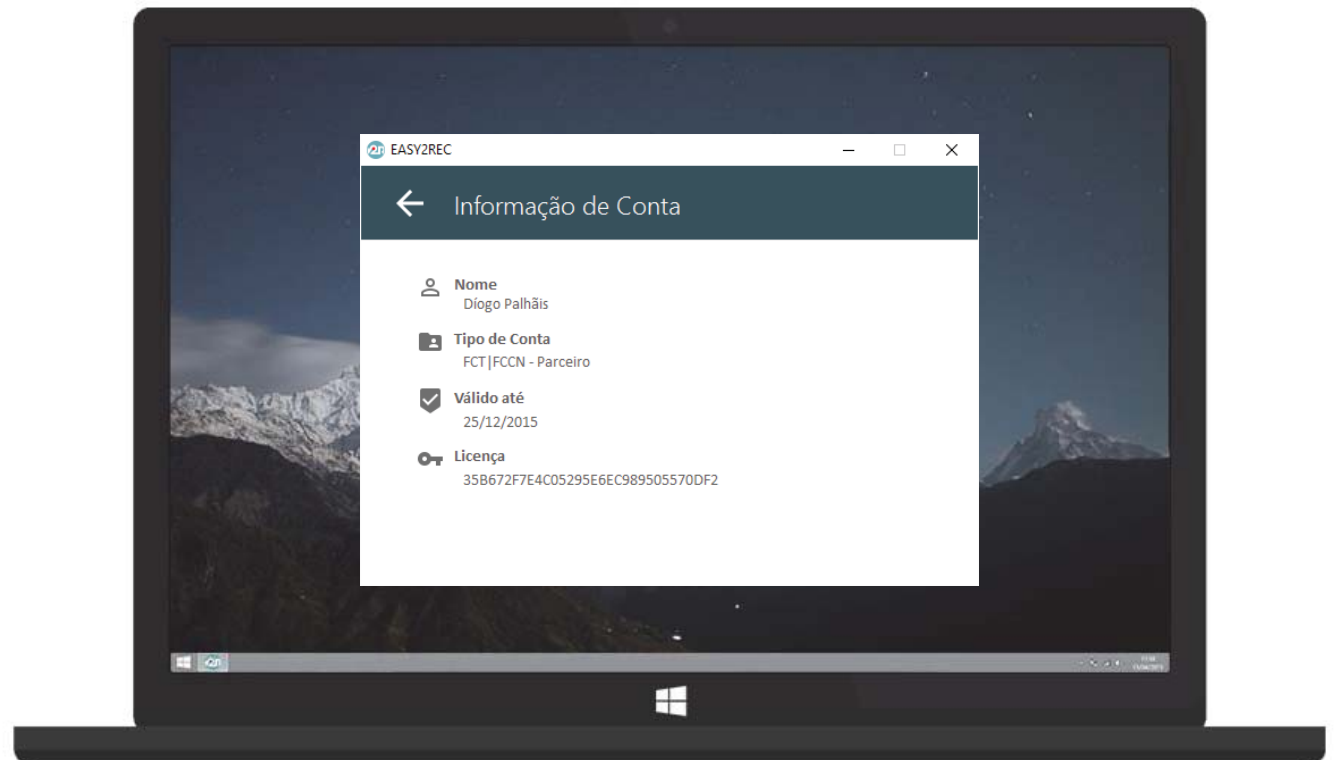 EASY2REC
Informação de Conta
Nome
Díogo Palhãis
Tipo de Conta
FCT|FCCN - Parceiro
Válido até
25/12/2015
Licença
35B672F7E4C05295E6EC989505570DF2